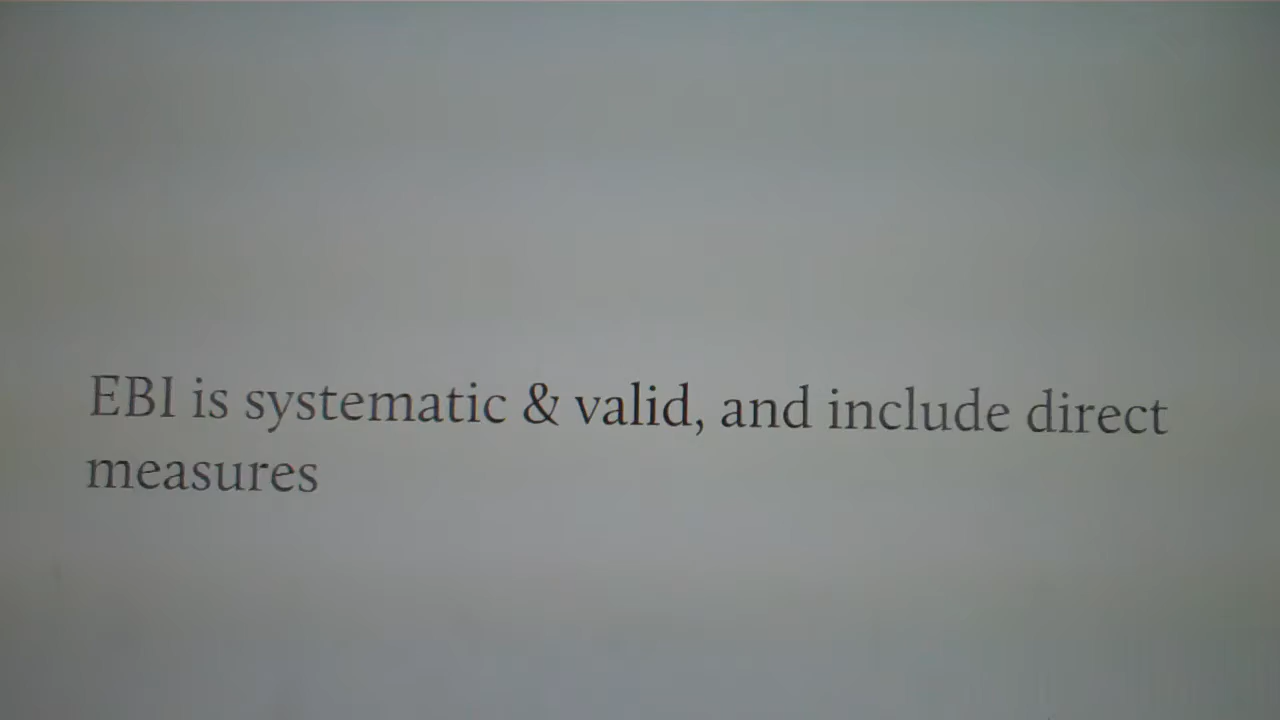 EBI is systematic & valid, and include direct
measures